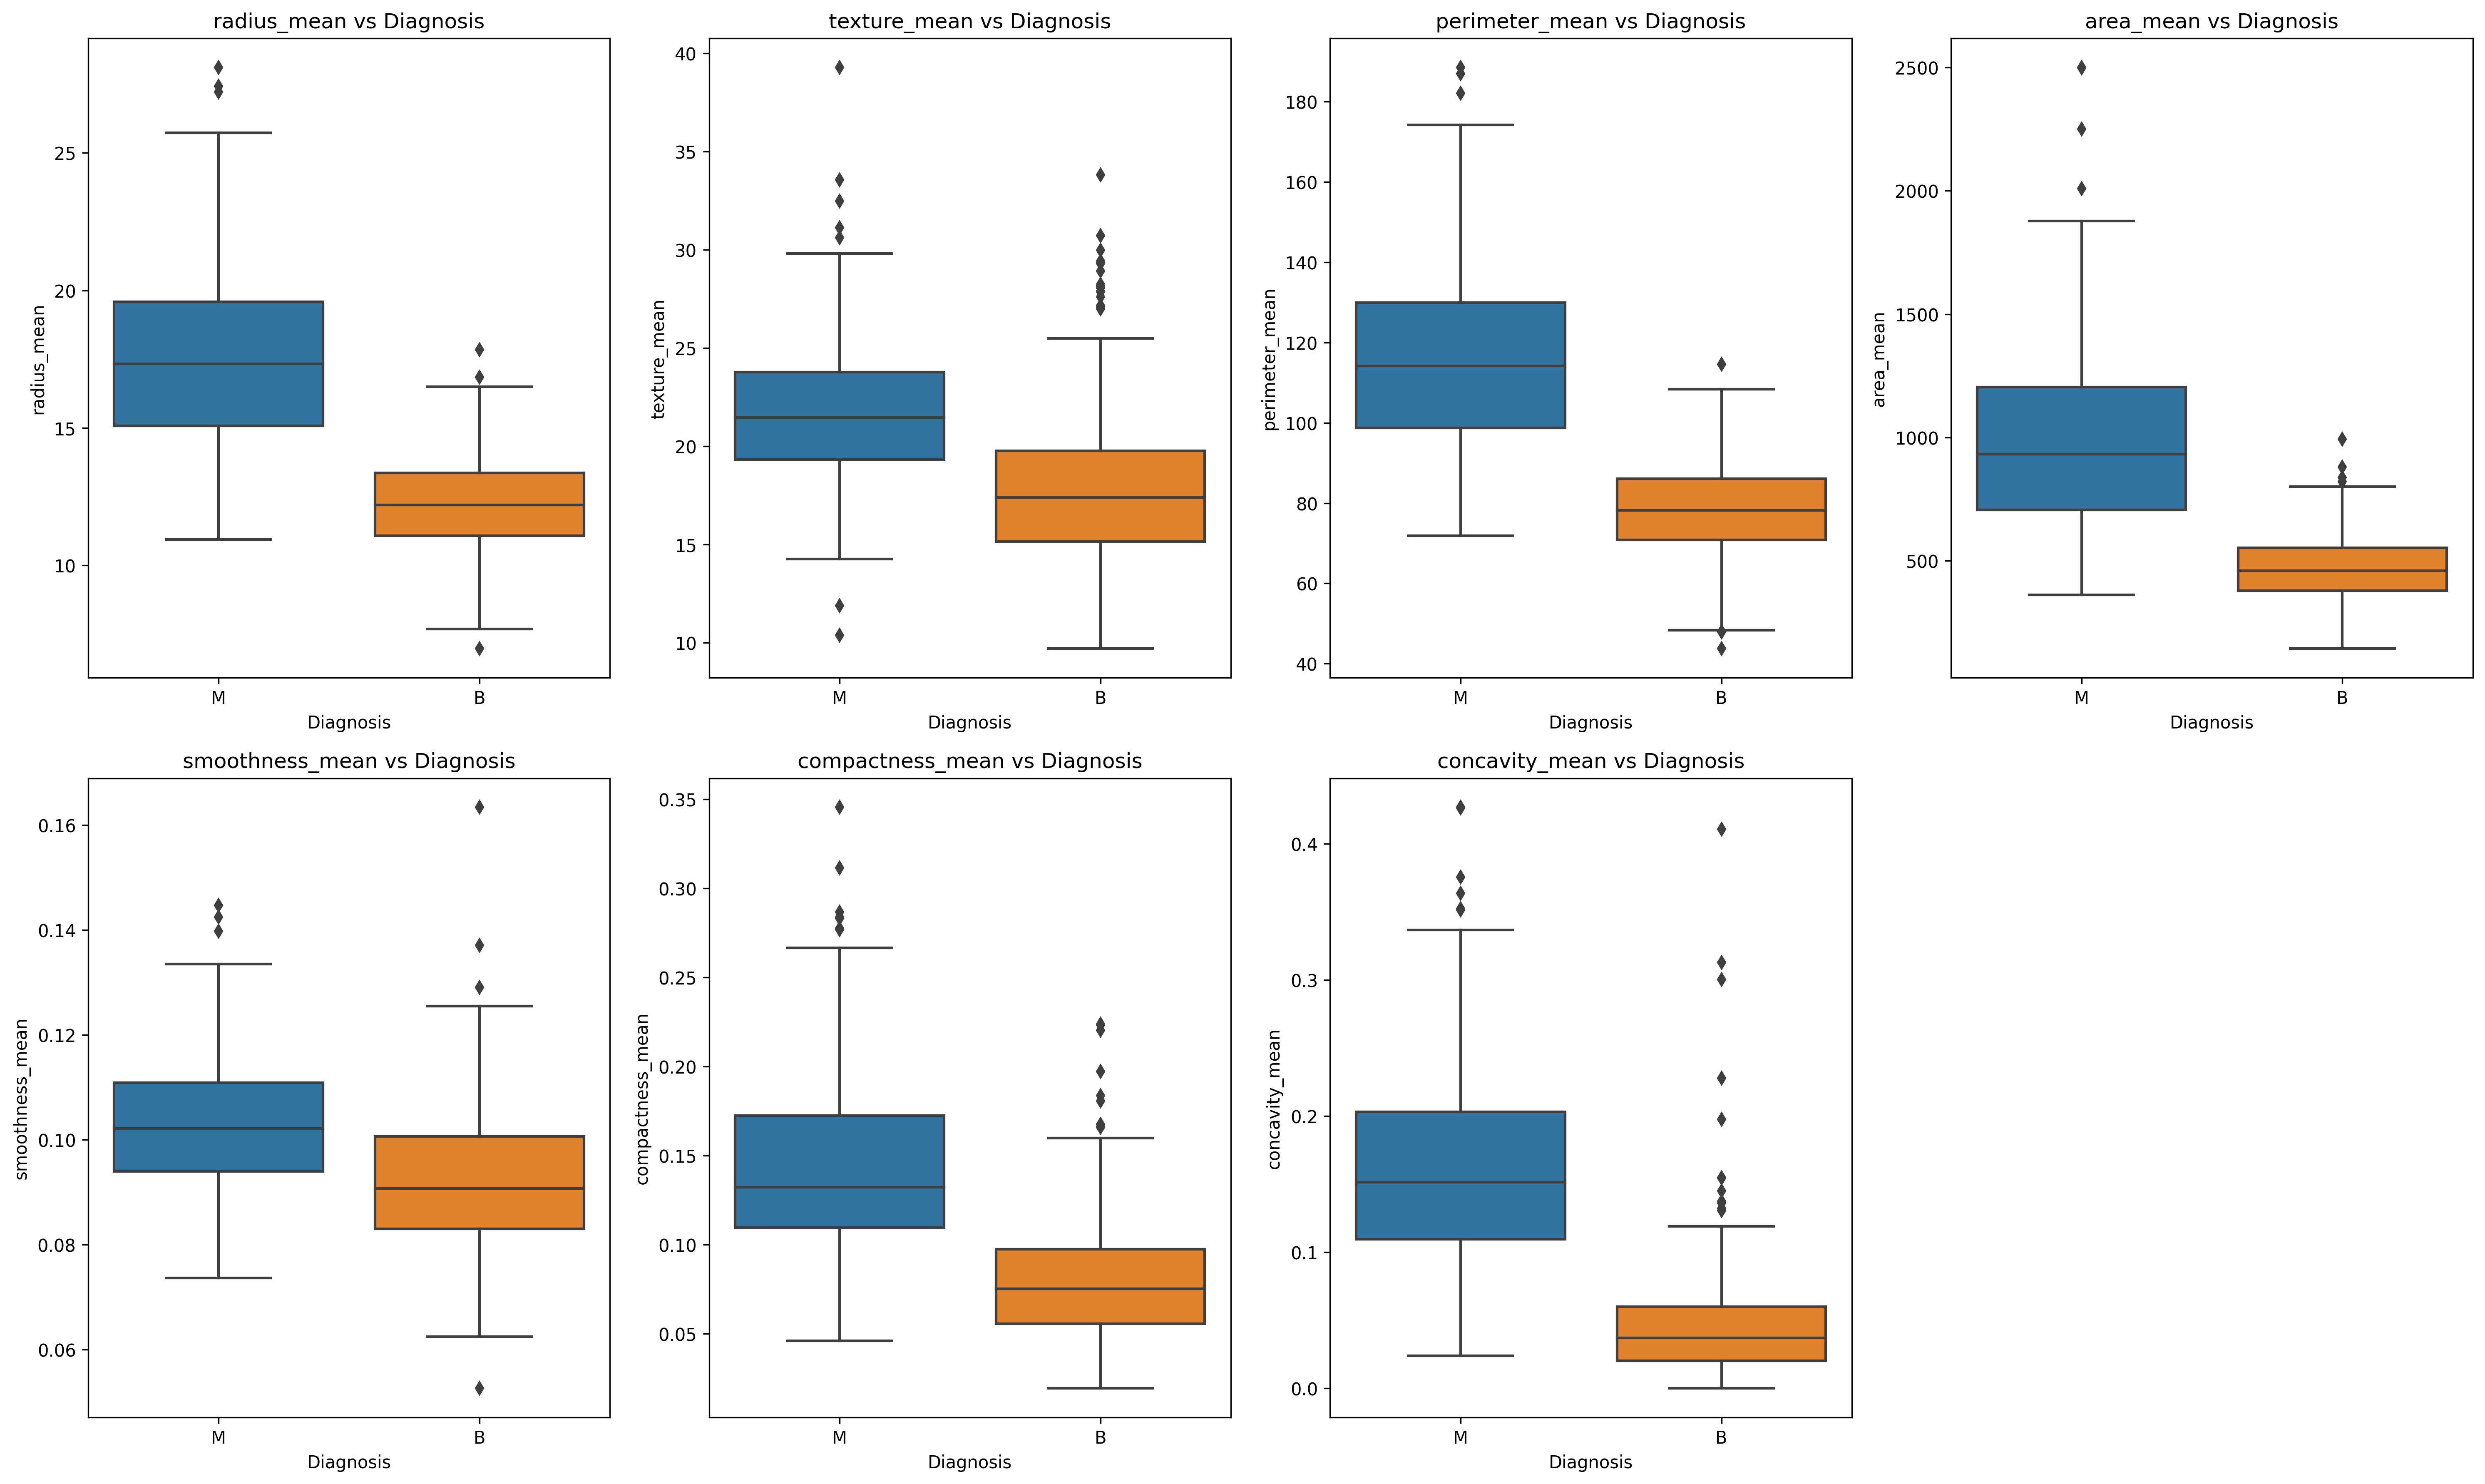 radius_mean vs Diagnosis
25
20
15
10
radius_mean
M
B
Diagnosis
texture_mean vs Diagnosis
40
35
30
25
20
15
10
texture_mean
M
B
Diagnosis
perimeter_mean vs Diagnosis
180
160
140
120
100
80
60
40
perimeter_mean
M
B
Diagnosis
area_mean vs Diagnosis
2500
2000
1500
1000
500
area_mean
M
B
Diagnosis
smoothness_mean vs Diagnosis
0.16
0.14
0.12
0.10
0.08
0.06
smoothness_mean
M
B
Diagnosis
compactness_mean vs Diagnosis
0.35
0.30
0.25
0.20
0.15
0.10
0.05
compactness_mean
M
B
Diagnosis
concavity_mean vs Diagnosis
0.4
0.3
0.2
0.1
0.0
concavity_mean
M
B
Diagnosis